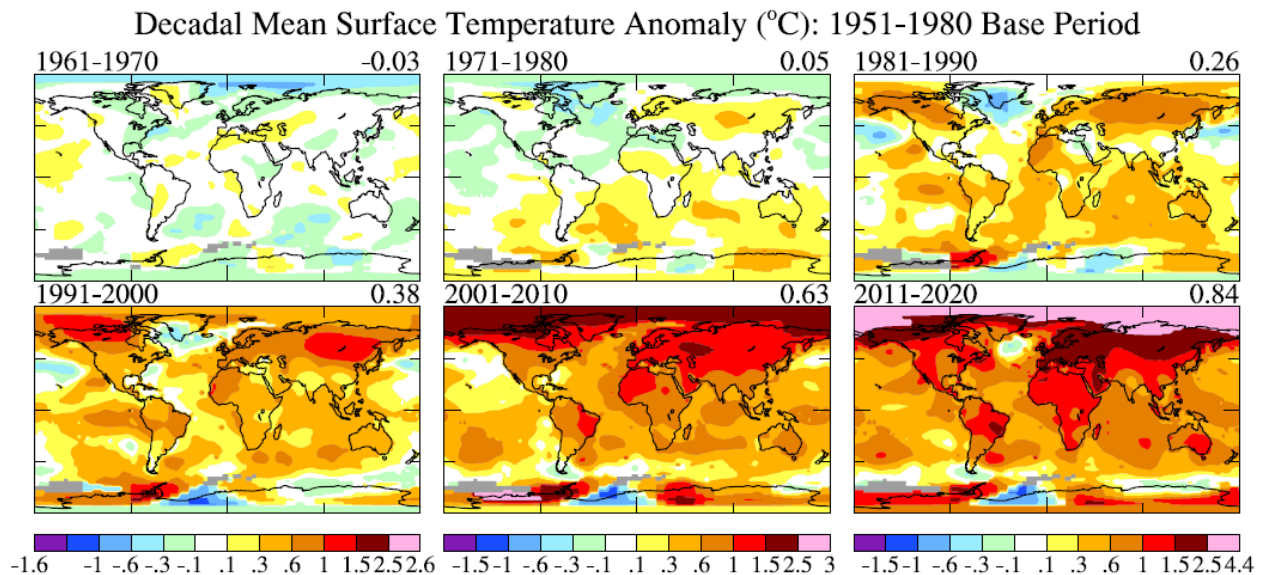 Decadal Mean Surface Temperature Anomaly (°C): 1951-1980 Base Period
1961-1970 -0.03
1971-1980 0.05
1981-1990 0.26
1991-2000 0.38
2001-2010 0.63
2011-2020 0.84
-1.6 -1 -.6 -.3 -.1 .1 .3 .6 1 1.5 2.5 2.6
-1.5 -1 -.6 -.3 -.1 .1 .3 .6 1 1.5 2.5 3
-1.5 -1 -.6 -.3 -.1 .1 .3 .6 1 1.5 2.5 4.4